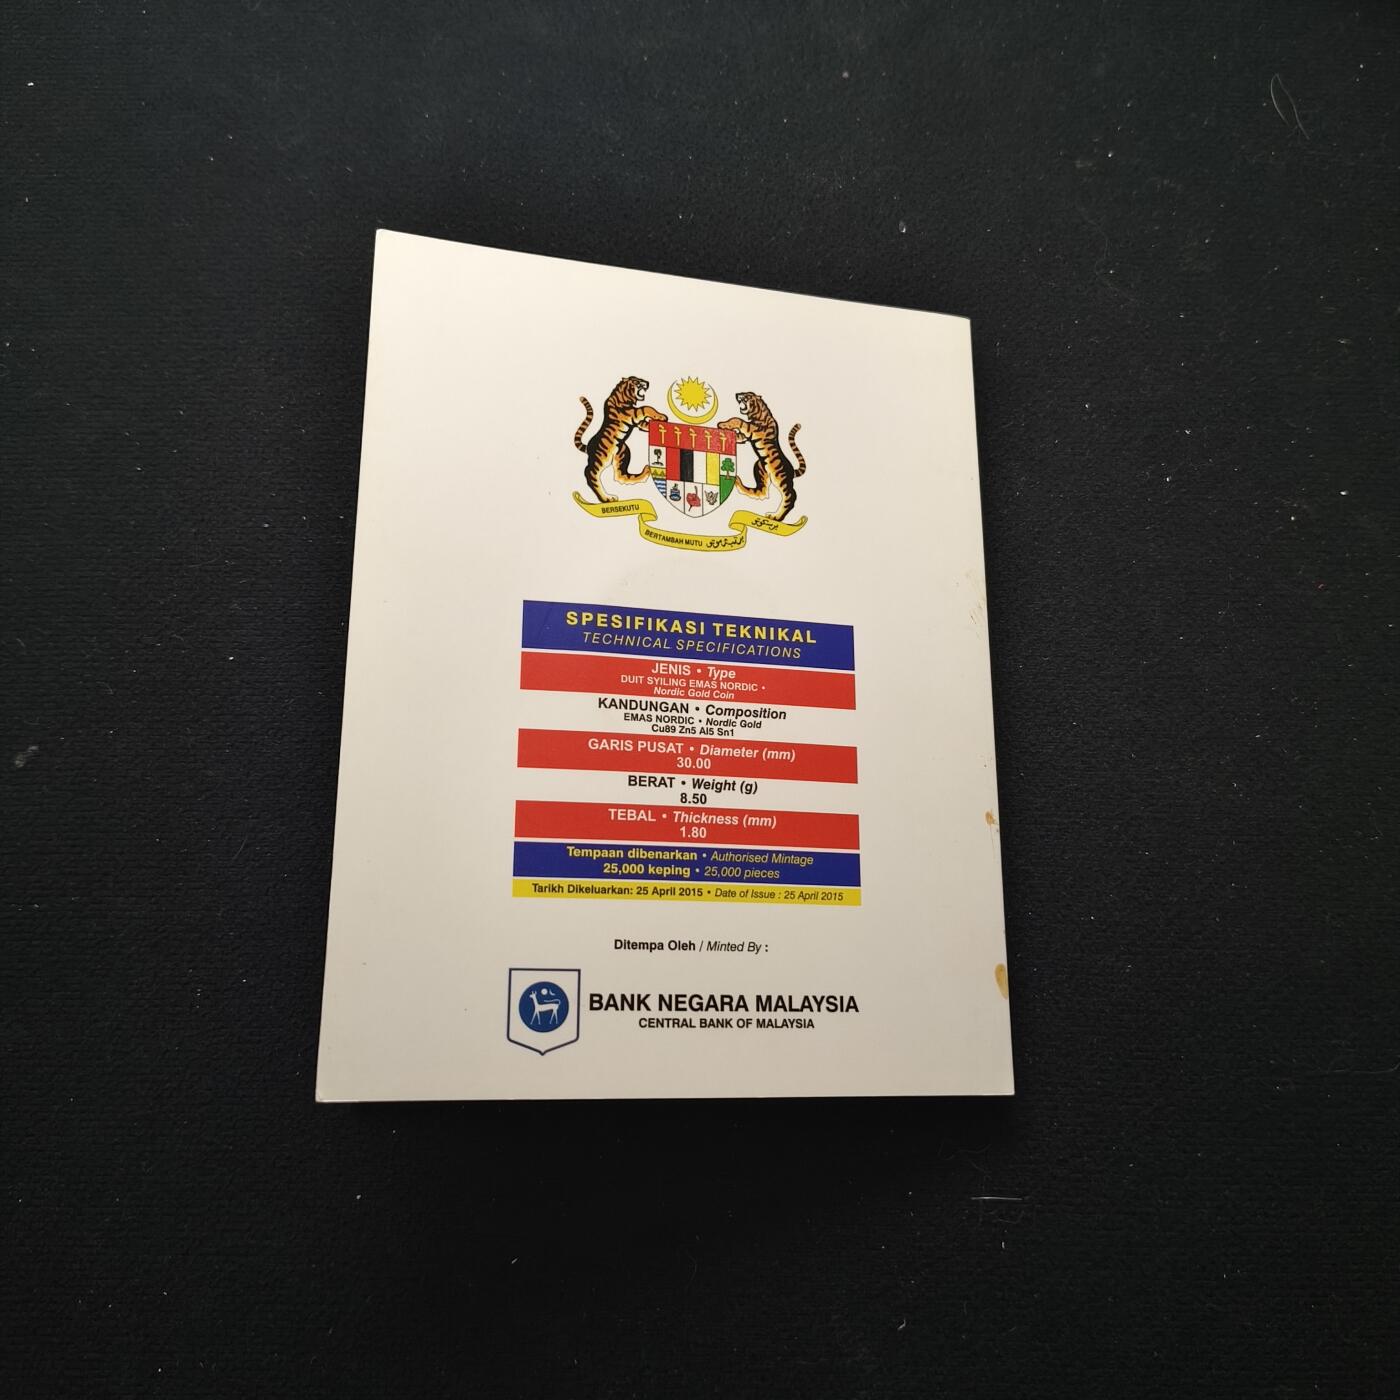 BERSEKUTU
BERTAMBAH MUTU
SPESIFIKASI TEKNIKAL
TECHNICAL SPECIFICATIONS
JENIS • Type
DUIT SYILING EMAS NORDIC •
Nordic Gold Coin
KANDUNGAN • Composition
EMAS NORDIC • Nordic Gold
Cu89 Zn5 Al5 Sn1
GARIS PUSAT • Diameter (mm)
30.00
BERAT • Weight (g)
8.50
TEBAL • Thickness (mm)
1.80
Tempaan dibenarkan • Authorised Mintage
25,000 keping • 25,000 pieces
Tarikh Dikeluarkan: 25 April 2015 • Date of Issue : 25 April 2015
Ditempa Oleh / Minted By :
BANK NEGARA MALAYSIA
CENTRAL BANK OF MALAYSIA